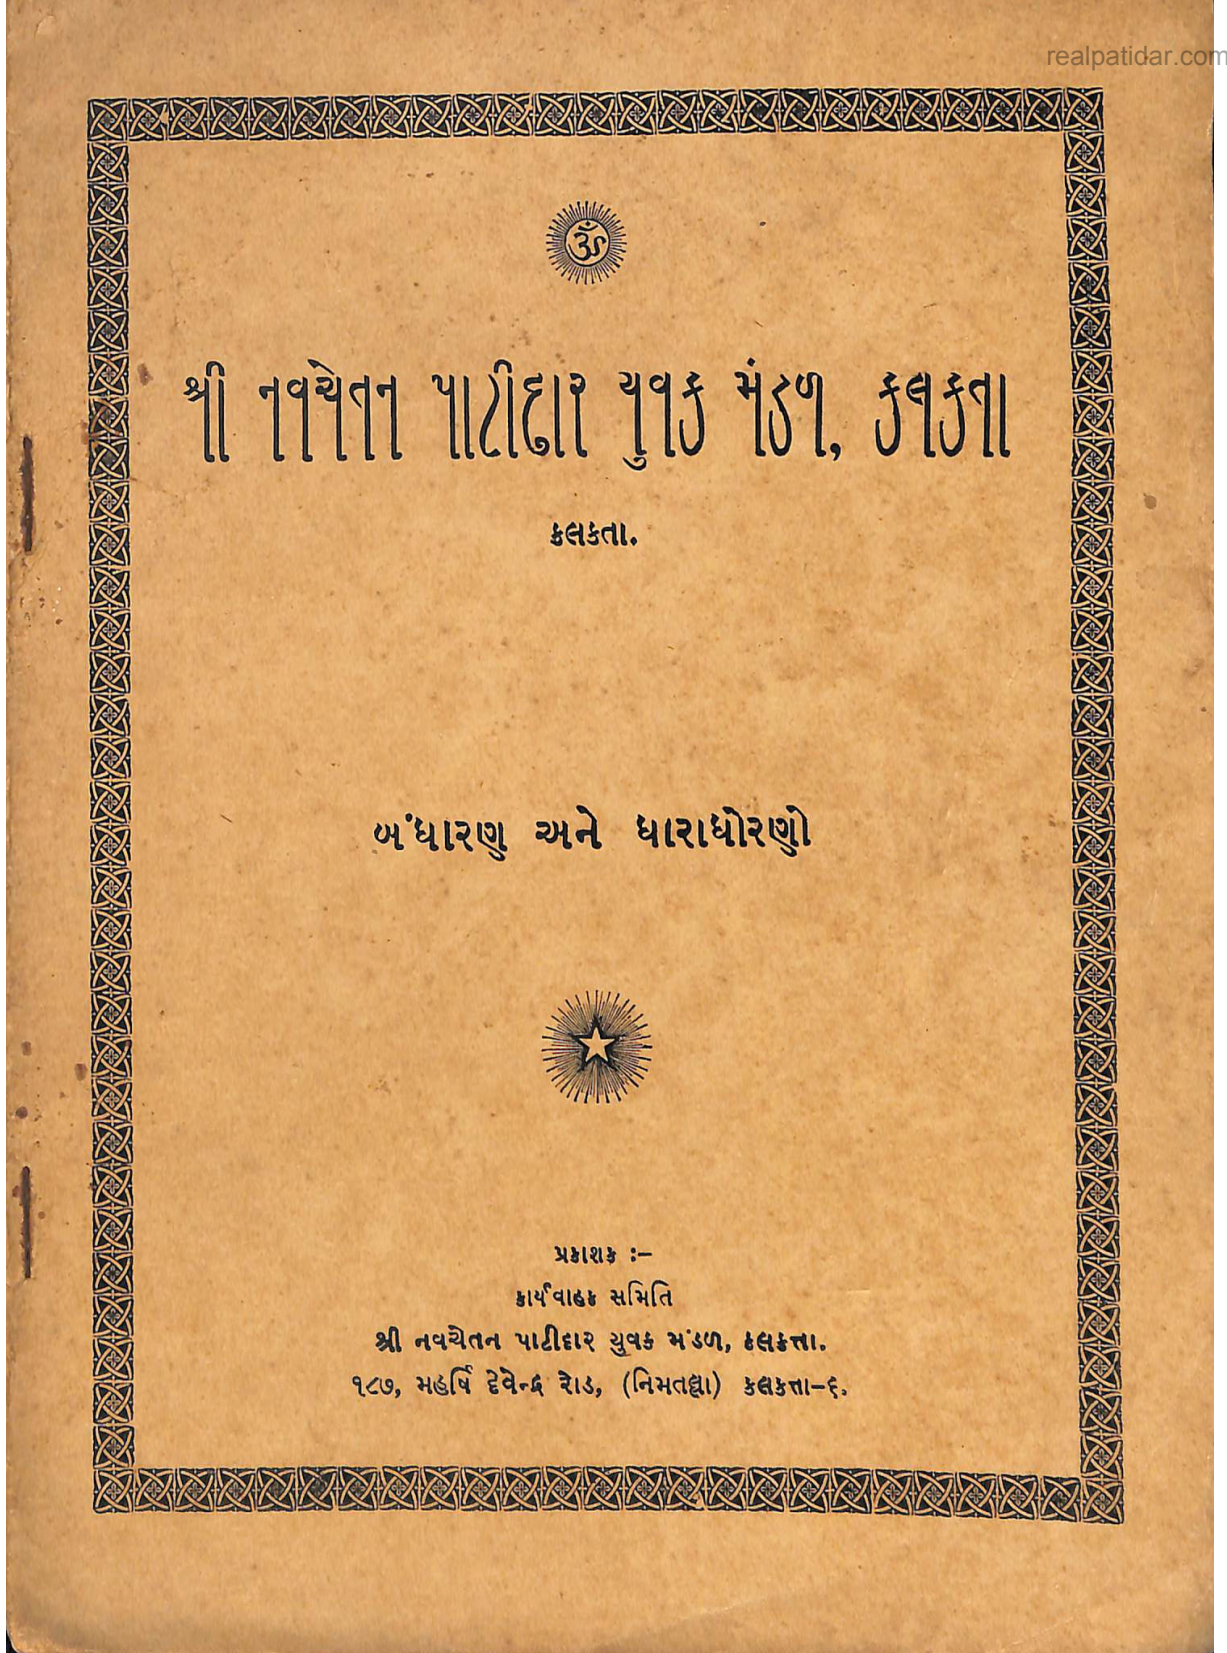 realpatidar.com
ૐ
શ્રી નવચેતન પાટીદાર યુવક મંડળ, કલકતા
કલકતા.
બંધારણ અને ધારાધોરણો
પ્રકાશક :–
કાર્યવાહક સમિતિ
શ્રી નવચેતન પાટીદાર યુવક મંડળ, કલકત્તા.
૧૮૭, મહર્ષિ દેવેન્દ્ર રોડ, (નિમતલ્લા) કલકત્તા–૬.